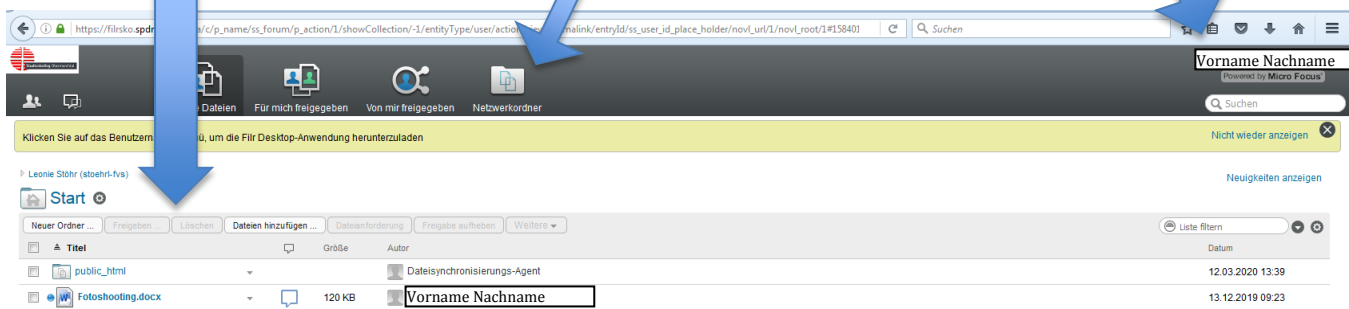 https://filrsko.spdr a/c/p_name/ss_forum/p_action/1/showCollection/-1/entityType/user/action malink/entryId/ss_user_id_place_holder/novl_url/1/novl_root/1#158401 Suchen
Vorname Nachname
Powered by Micro Focus
Dateien Für mich freigegeben Von mir freigegeben Netzwerkordner Suchen
Klicken Sie auf das Benutzern ü, um die Filr Desktop-Anwendung herunterzuladen Nicht wieder anzeigen
Leonie Stöhr (stoehrl-fvs) Neuigkeiten anzeigen
Start
Neuer Ordner ... Freigeben ... Löschen Dateien hinzufügen ... Dateianforderung Freigabe aufheben Weitere Liste filtern
Titel Größe Autor Datum
public_html Dateisynchronisierungs-Agent 12.03.2020 13:39
Fotoshooting.docx 120 KB Vorname Nachname 13.12.2019 09:23